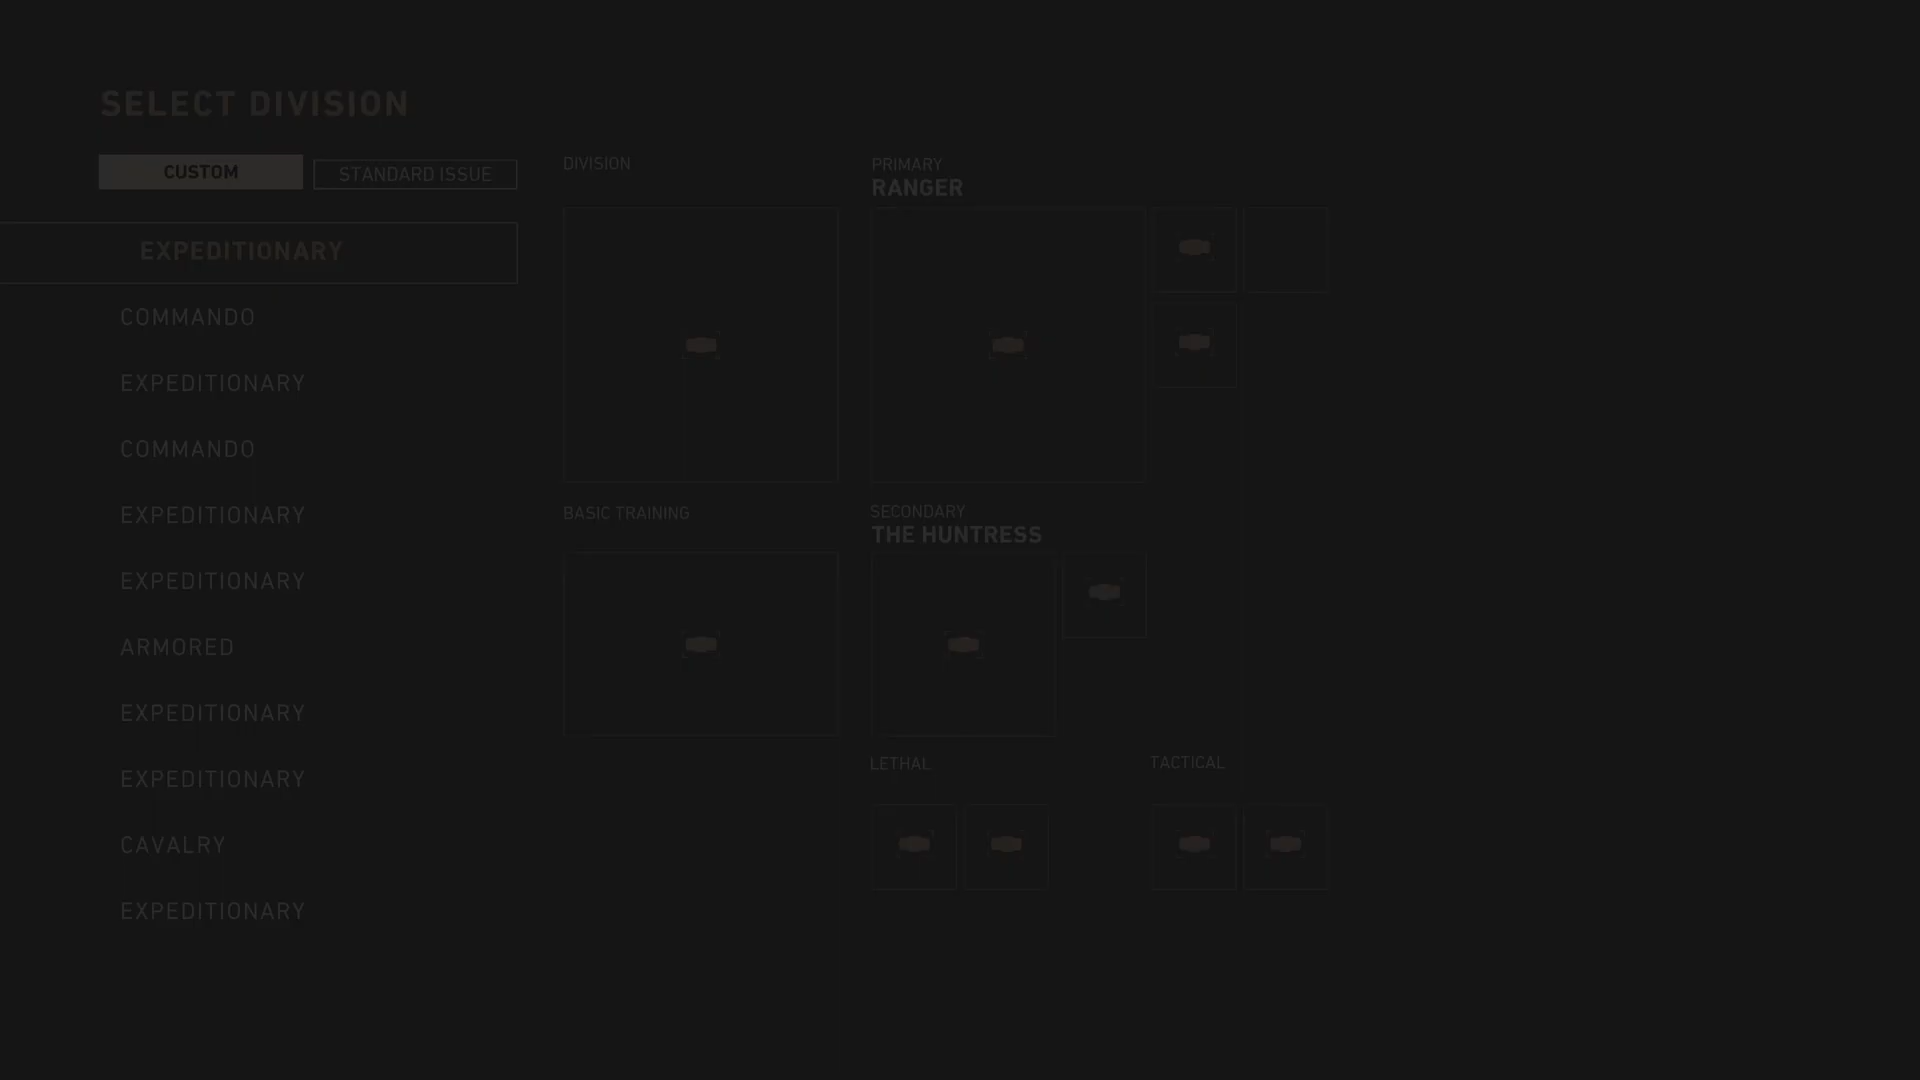 SELECT DIVISION
CUSTOM
STANDARD ISSUE
EXPEDITIONARY
COMMANDO
EXPEDITIONARY
COMMANDO
EXPEDITIONARY
EXPEDITIONARY
ARMORED
EXPEDITIONARY
EXPEDITIONARY
CAVALRY
EXPEDITIONARY
DIVISION
BASIC TRAINING
PRIMARY
RANGER
SECONDARY
THE HUNTRESS
LETHAL
TACTICAL